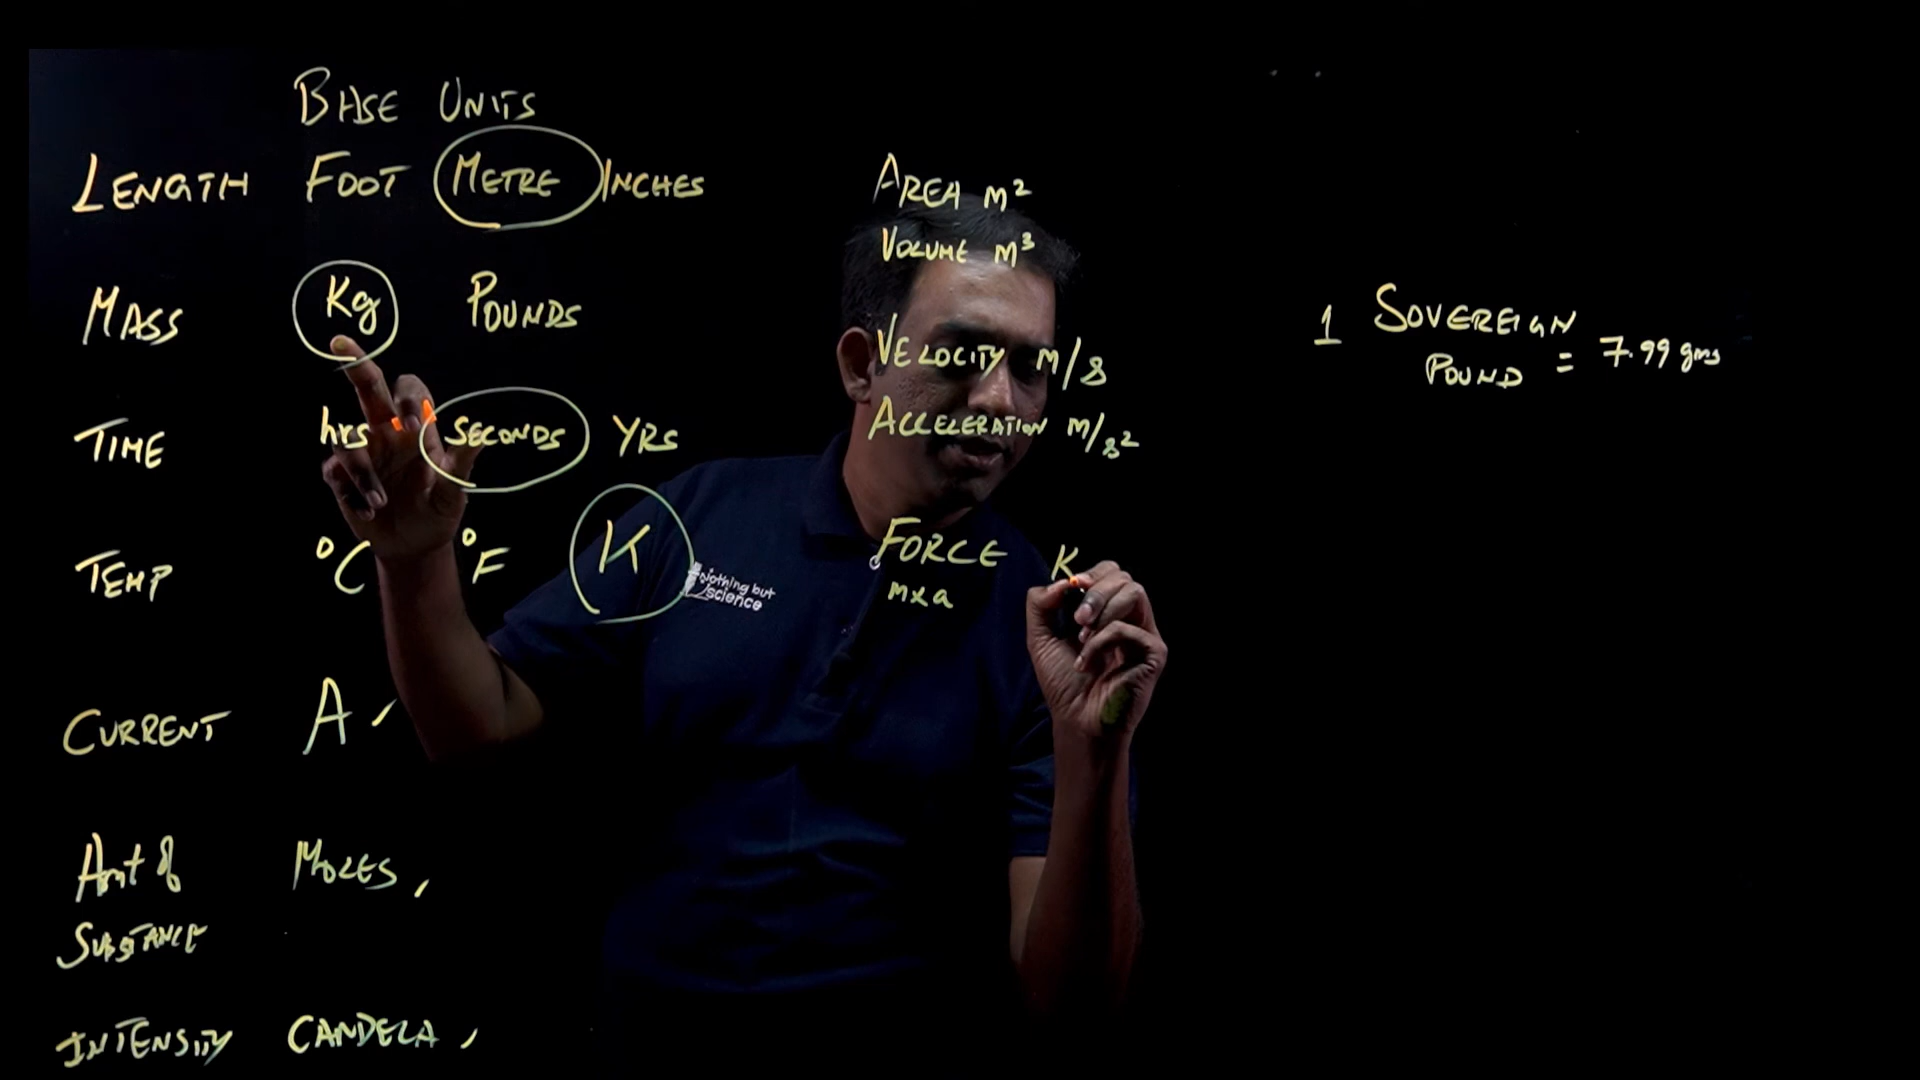 BASE UNITS
LENGTH FOOT METRE INCHES
MASS Kg POUNDS
TIME hrs SECONDS YRS
TEMP °C °F K
CURRENT A
Amt of MOLES,
SUBSTANCE
INTENSITY CANDELA,
AREA m²
VOLUME m³
VELOCITY m/s
ACCELERATION m/s²
FORCE K
mxa
Nothing but
science
1 SOVEREIGN
POUND = 7.99 gms